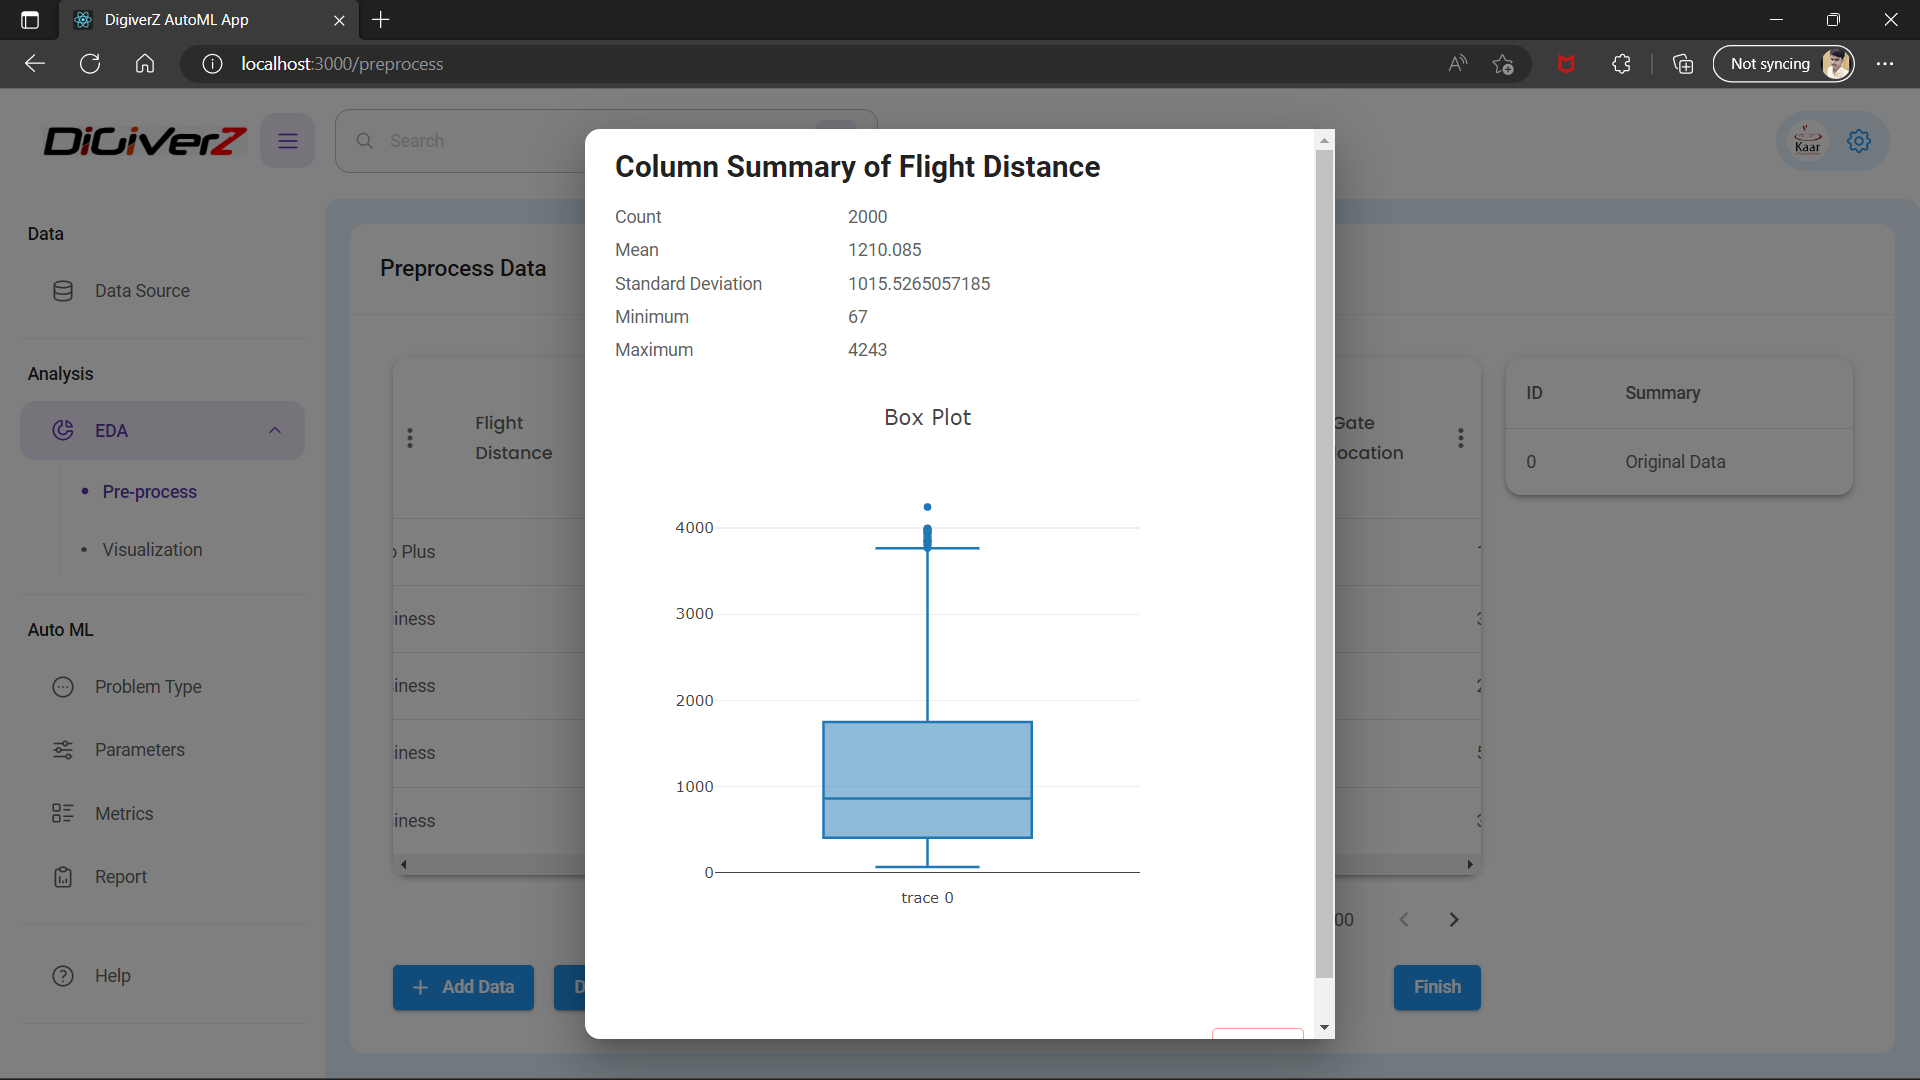 DigiverZ AutoML App
localhost:3000/preprocess
Not syncing
DiGiVerZ
Search
Kaar
Data
Data Source
Analysis
EDA
Pre-process
Visualization
Auto ML
Problem Type
Parameters
Metrics
Report
Help
Preprocess Data
Flight
Distance
Plus
iness
iness
iness
iness
Add Data
D
Column Summary of Flight Distance
Count 2000
Mean 1210.085
Standard Deviation 1015.5265057185
Minimum 67
Maximum 4243
Box Plot
4000
3000
2000
1000
0
trace 0
Gate
ocation
00
Finish
ID Summary
0 Original Data